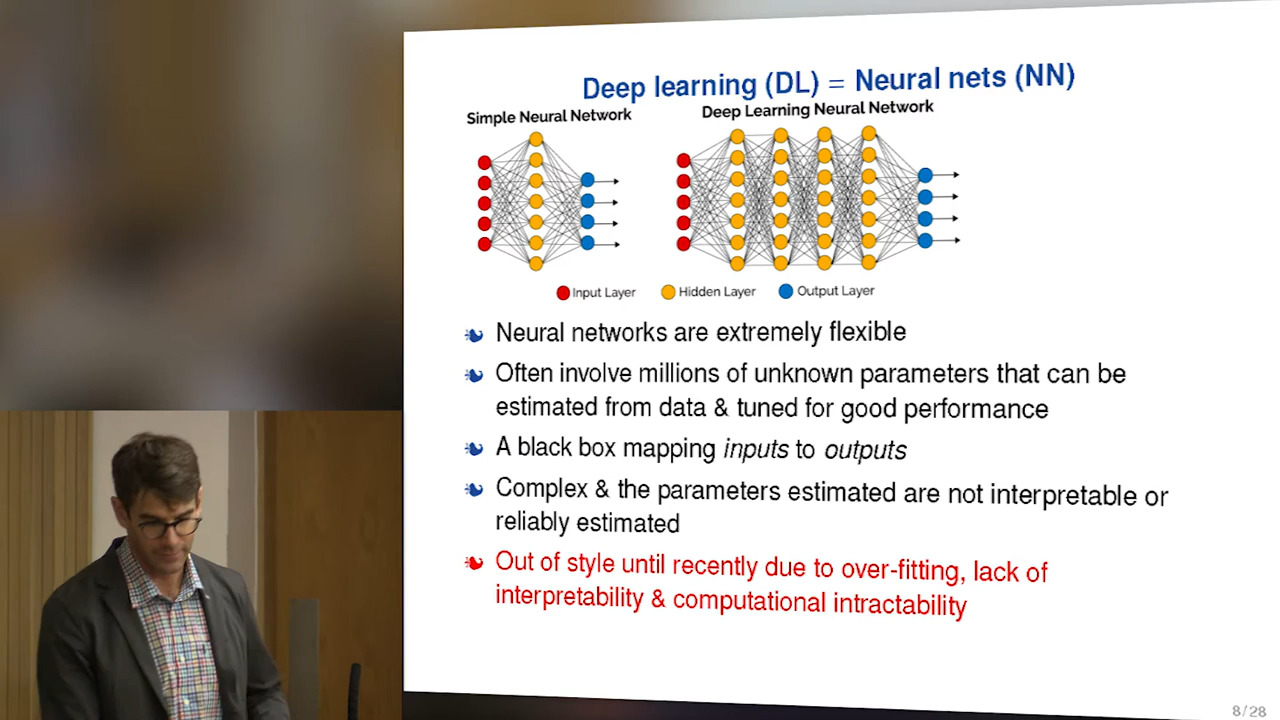 Deep learning (DL) = Neural nets (NN)
Simple Neural Network
Deep Learning Neural Network
Input Layer
Hidden Layer
Output Layer
Neural networks are extremely flexible
Often involve millions of unknown parameters that can be
estimated from data & tuned for good performance
A black box mapping inputs to outputs
Complex & the parameters estimated are not interpretable or
reliably estimated
Out of style until recently due to over-fitting, lack of
interpretability & computational intractability
8/28